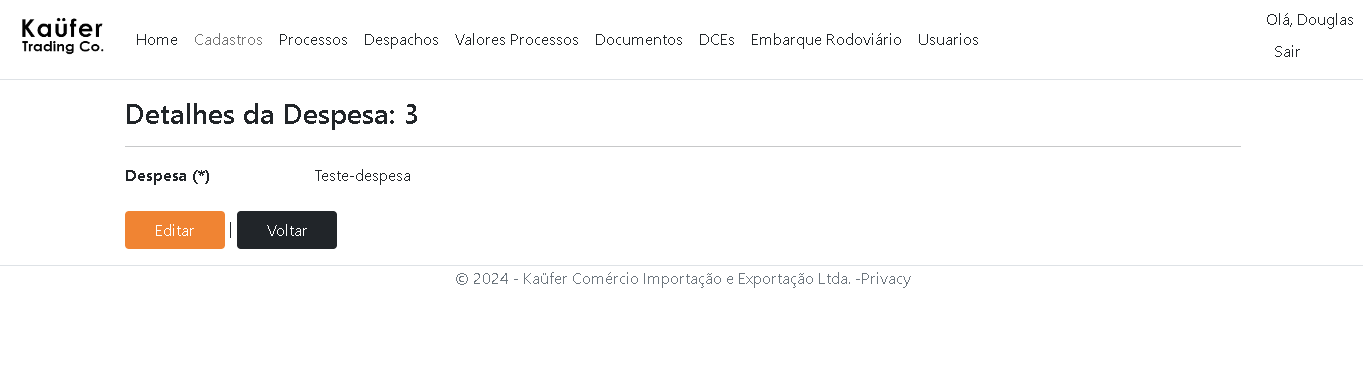 Kaüfer
Trading Co.
Home Cadastros Processos Despachos Valores Processos Documentos DCEs Embarque Rodoviário Usuarios
Olá, Douglas
Sair
Detalhes da Despesa: 3
Despesa (*) Teste-despesa
Editar | Voltar
© 2024 - Kaüfer Comércio Importação e Exportação Ltda. -Privacy